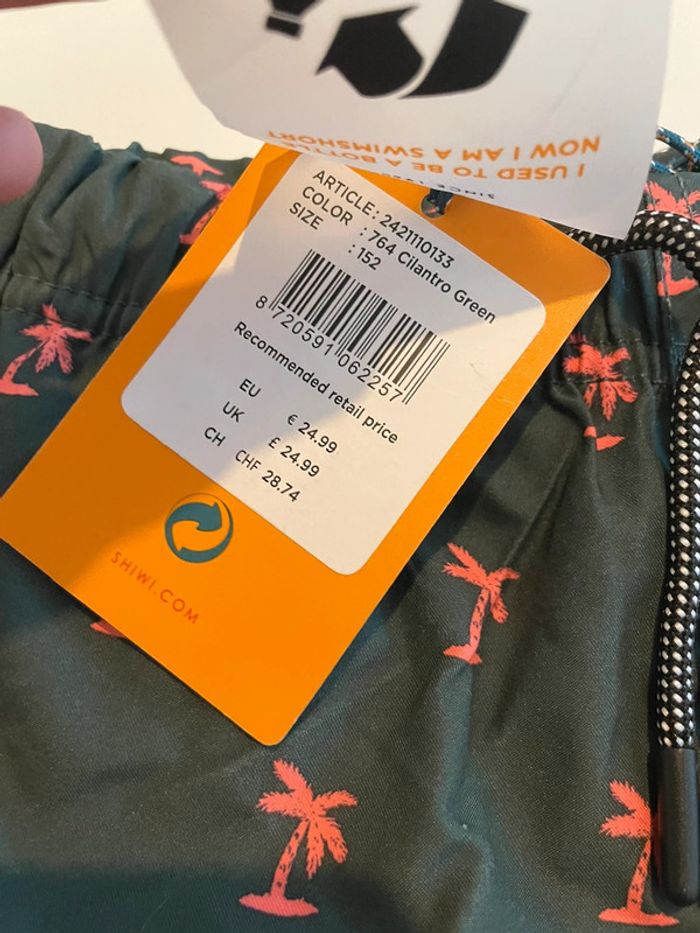 I USED TO BE A BOTTLE
NOW I AM A SWIMSHORT
SINCE
ARTICLE: 2421110133
COLOR : 764 Cilantro Green
SIZE : 152
8 720591 062257
Recommended retail price
EU € 24.99
UK £ 24.99
CH CHF 28.74
SHIWI.COM